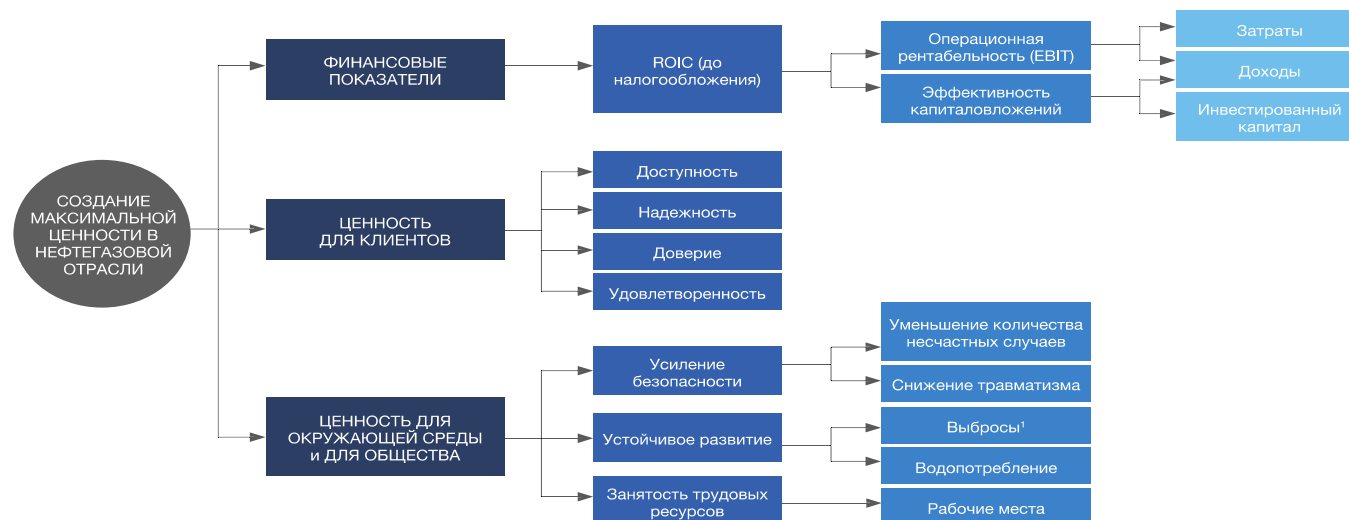 СОЗДАНИЕ
МАКСИМАЛЬНОЙ
ЦЕННОСТИ В
НЕФТЕГАЗОВОЙ
ОТРАСЛИ
ФИНАНСОВЫЕ
ПОКАЗАТЕЛИ
ROIC (до
налогообложения)
Операционная
рентабельность (EBIT)
Эффективность
капиталовложений
Затраты
Доходы
Инвестированный
капитал
ЦЕННОСТЬ
ДЛЯ КЛИЕНТОВ
Доступность
Надежность
Доверие
Удовлетворенность
ЦЕННОСТЬ ДЛЯ
ОКРУЖАЮЩЕЙ СРЕДЫ
и ДЛЯ ОБЩЕСТВА
Усиление
безопасности
Уменьшение количества
несчастных случаев
Снижение травматизма
Устойчивое развитие
Выбросы¹
Водопотребление
Занятость трудовых
ресурсов
Рабочие места